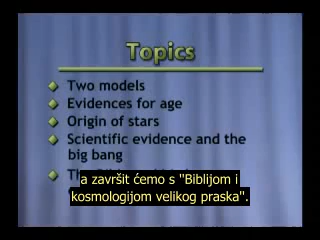 Topics
Two models
Evidences for age
Origin of stars
Scientific evidence and the
big bang
a završit ćemo s "Biblijom i
kosmologijom velikog praska".